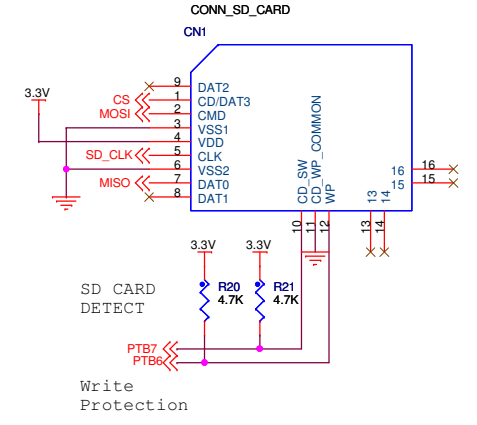 CONN_SD_CARD
CN1
9 DAT2
CS 1 CD/DAT3
3.3V
MOSI 2 CMD
3 VSS1
4 VDD
SD_CLK 5 CLK
6 VSS2
MISO 7 DAT0
8 DAT1
CD_SW
CD_WP_COMMON
WP
16 16
15 15
13
14
10
11
12
13
14
3.3V 3.3V
SD CARD
DETECT
R20
4.7K
R21
4.7K
PTB7
PTB6
Write
Protection